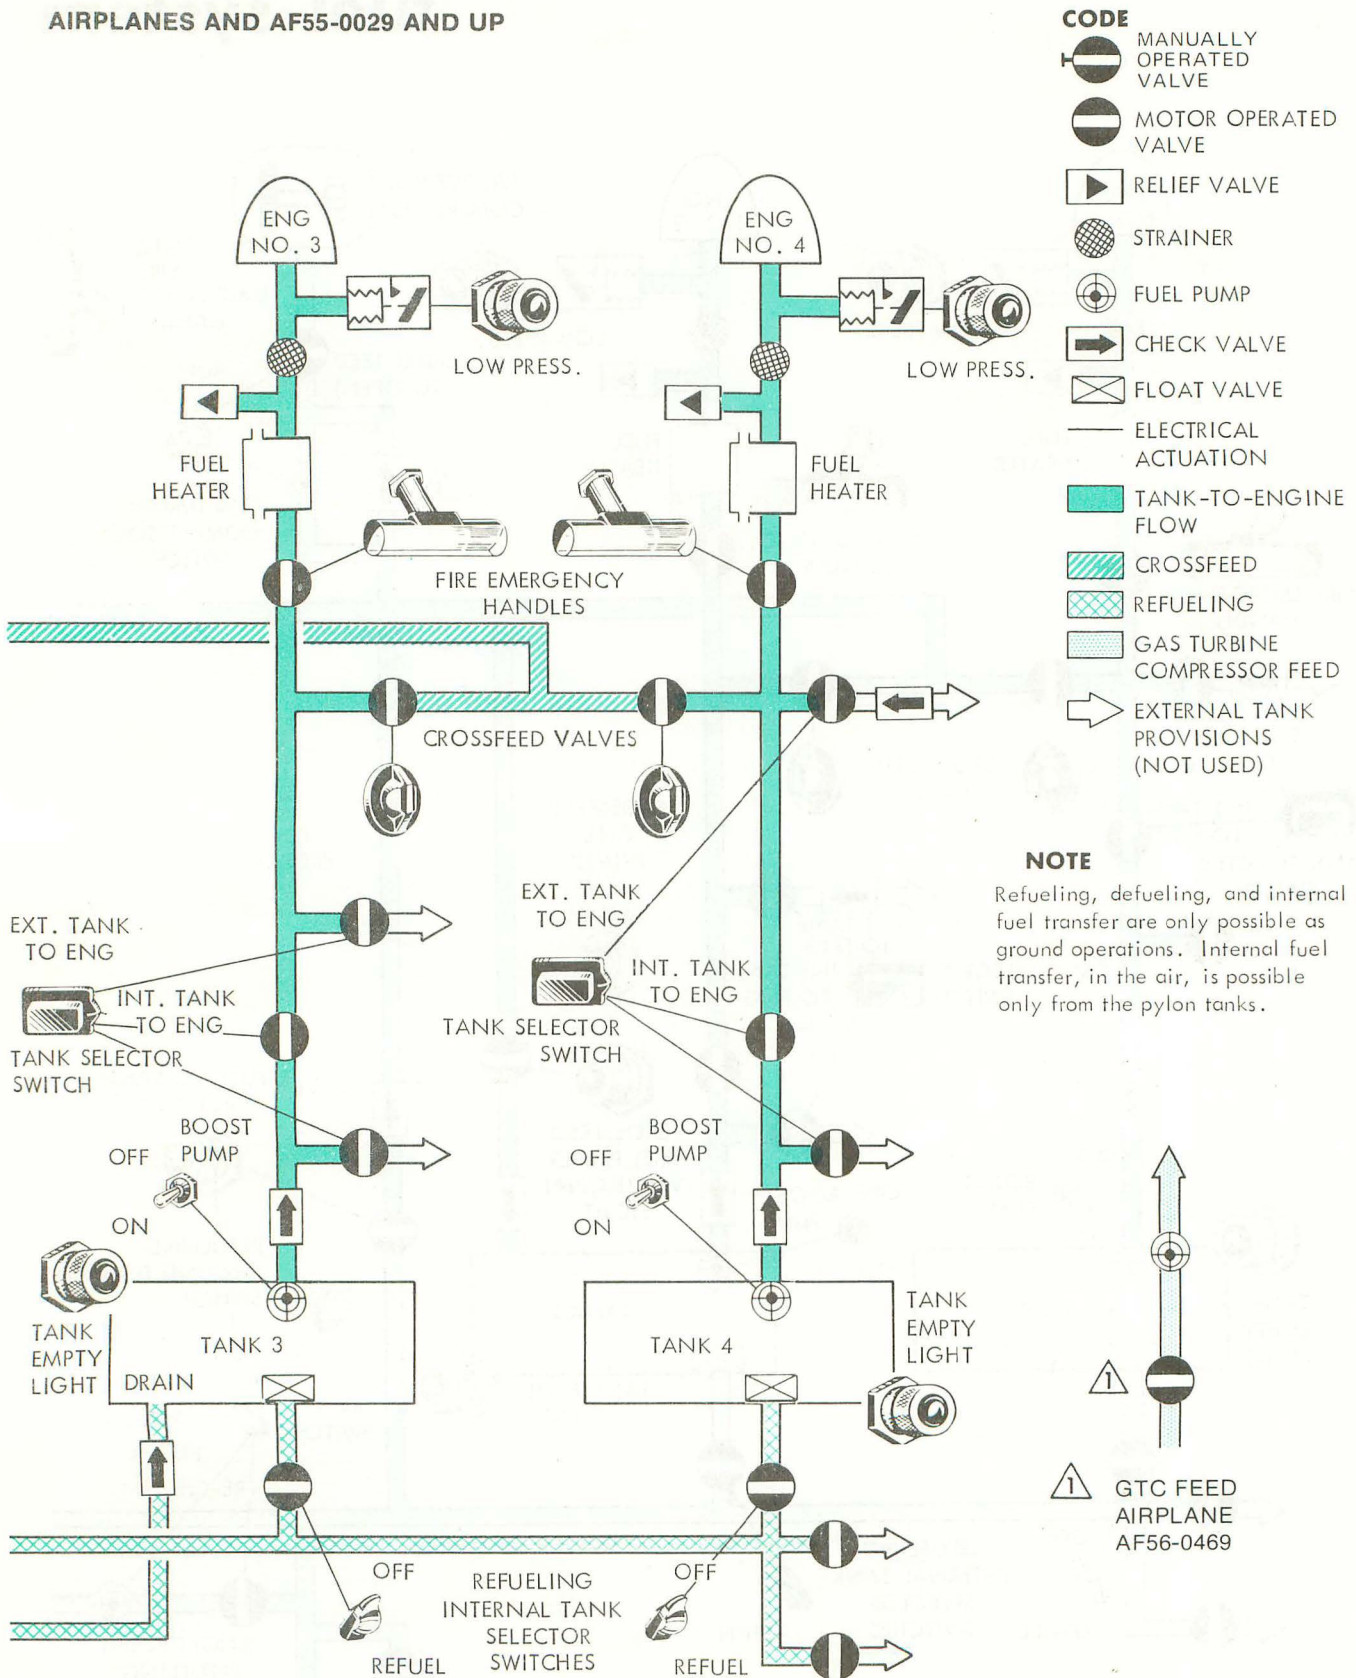 AIRPLANES AND AF55-0029 AND UP
CODE
MANUALLY
OPERATED
VALVE
MOTOR OPERATED
VALVE
RELIEF VALVE
STRAINER
FUEL PUMP
CHECK VALVE
FLOAT VALVE
ELECTRICAL
ACTUATION
TANK-TO-ENGINE
FLOW
CROSSFEED
REFUELING
GAS TURBINE
COMPRESSOR FEED
EXTERNAL TANK
PROVISIONS
(NOT USED)
ENG
NO. 3
ENG
NO. 4
LOW PRESS.
LOW PRESS.
FUEL
HEATER
FUEL
HEATER
FIRE EMERGENCY
HANDLES
CROSSFEED VALVES
NOTE
Refueling, defueling, and internal
fuel transfer are only possible as
ground operations. Internal fuel
transfer, in the air, is possible
only from the pylon tanks.
EXT. TANK
TO ENG
INT. TANK
TO ENG
TANK SELECTOR
SWITCH
EXT. TANK
TO ENG
INT. TANK
TO ENG
TANK SELECTOR
SWITCH
BOOST
PUMP
OFF
ON
BOOST
PUMP
OFF
ON
TANK
EMPTY
LIGHT
TANK 3
DRAIN
TANK 4
TANK
EMPTY
LIGHT
1
1 GTC FEED
AIRPLANE
AF56-0469
OFF
REFUEL
REFUELING
INTERNAL TANK
SELECTOR
SWITCHES
OFF
REFUEL